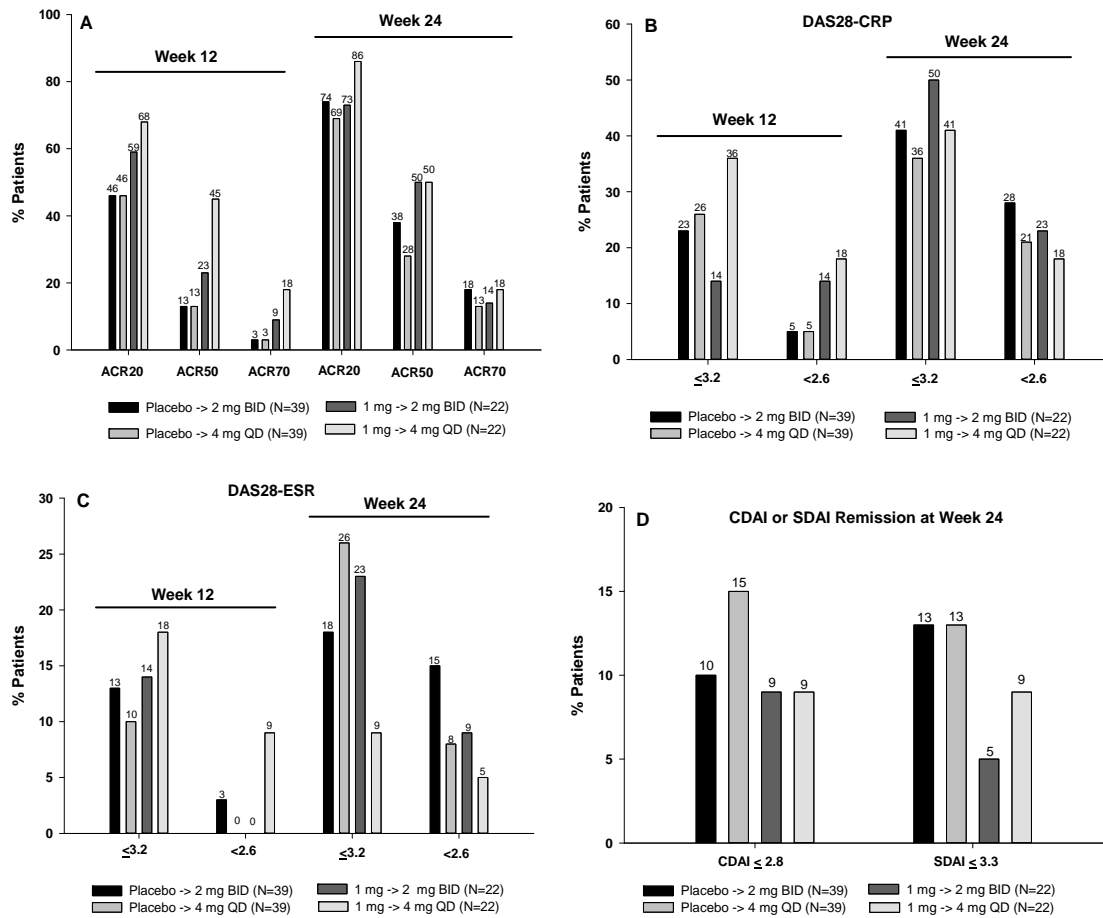 A
Week 12
Week 24
% Patients
100
80
60
40
20
0
46 46 59 68
13 13 23 45
3 3 9 18
74 69 73 86
38 28 50 50
18 13 14 18
ACR20 ACR50 ACR70 ACR20 ACR50 ACR70
Placebo -> 2 mg BID (N=39) 1 mg -> 2 mg BID (N=22)
Placebo -> 4 mg QD (N=39) 1 mg -> 4 mg QD (N=22)
B
DAS28-CRP
Week 12
Week 24
% Patients
60
50
40
30
20
10
0
23 26 14 36
5 5 14 18
41 36 50 41
28 21 23 18
≤3.2 <2.6 ≤3.2 <2.6
Placebo -> 2 mg BID (N=39) 1 mg -> 2 mg BID (N=22)
Placebo -> 4 mg QD (N=39) 1 mg -> 4 mg QD (N=22)
C
DAS28-ESR
Week 12
Week 24
% Patients
30
25
20
15
10
5
0
13 10 14 18
3 0 0 9
18 26 23 9
15 8 9 5
≤3.2 <2.6 ≤3.2 <2.6
Placebo -> 2 mg BID (N=39) 1 mg -> 2 mg BID (N=22)
Placebo -> 4 mg QD (N=39) 1 mg -> 4 mg QD (N=22)
D
CDAI or SDAI Remission at Week 24
% Patients
20
15
10
5
0
10 15 9 9
13 13 5 9
CDAI ≤ 2.8 SDAI ≤ 3.3
Placebo -> 2 mg BID (N=39) 1 mg -> 2 mg BID (N=22)
Placebo -> 4 mg QD (N=39) 1 mg -> 4 mg QD (N=22)